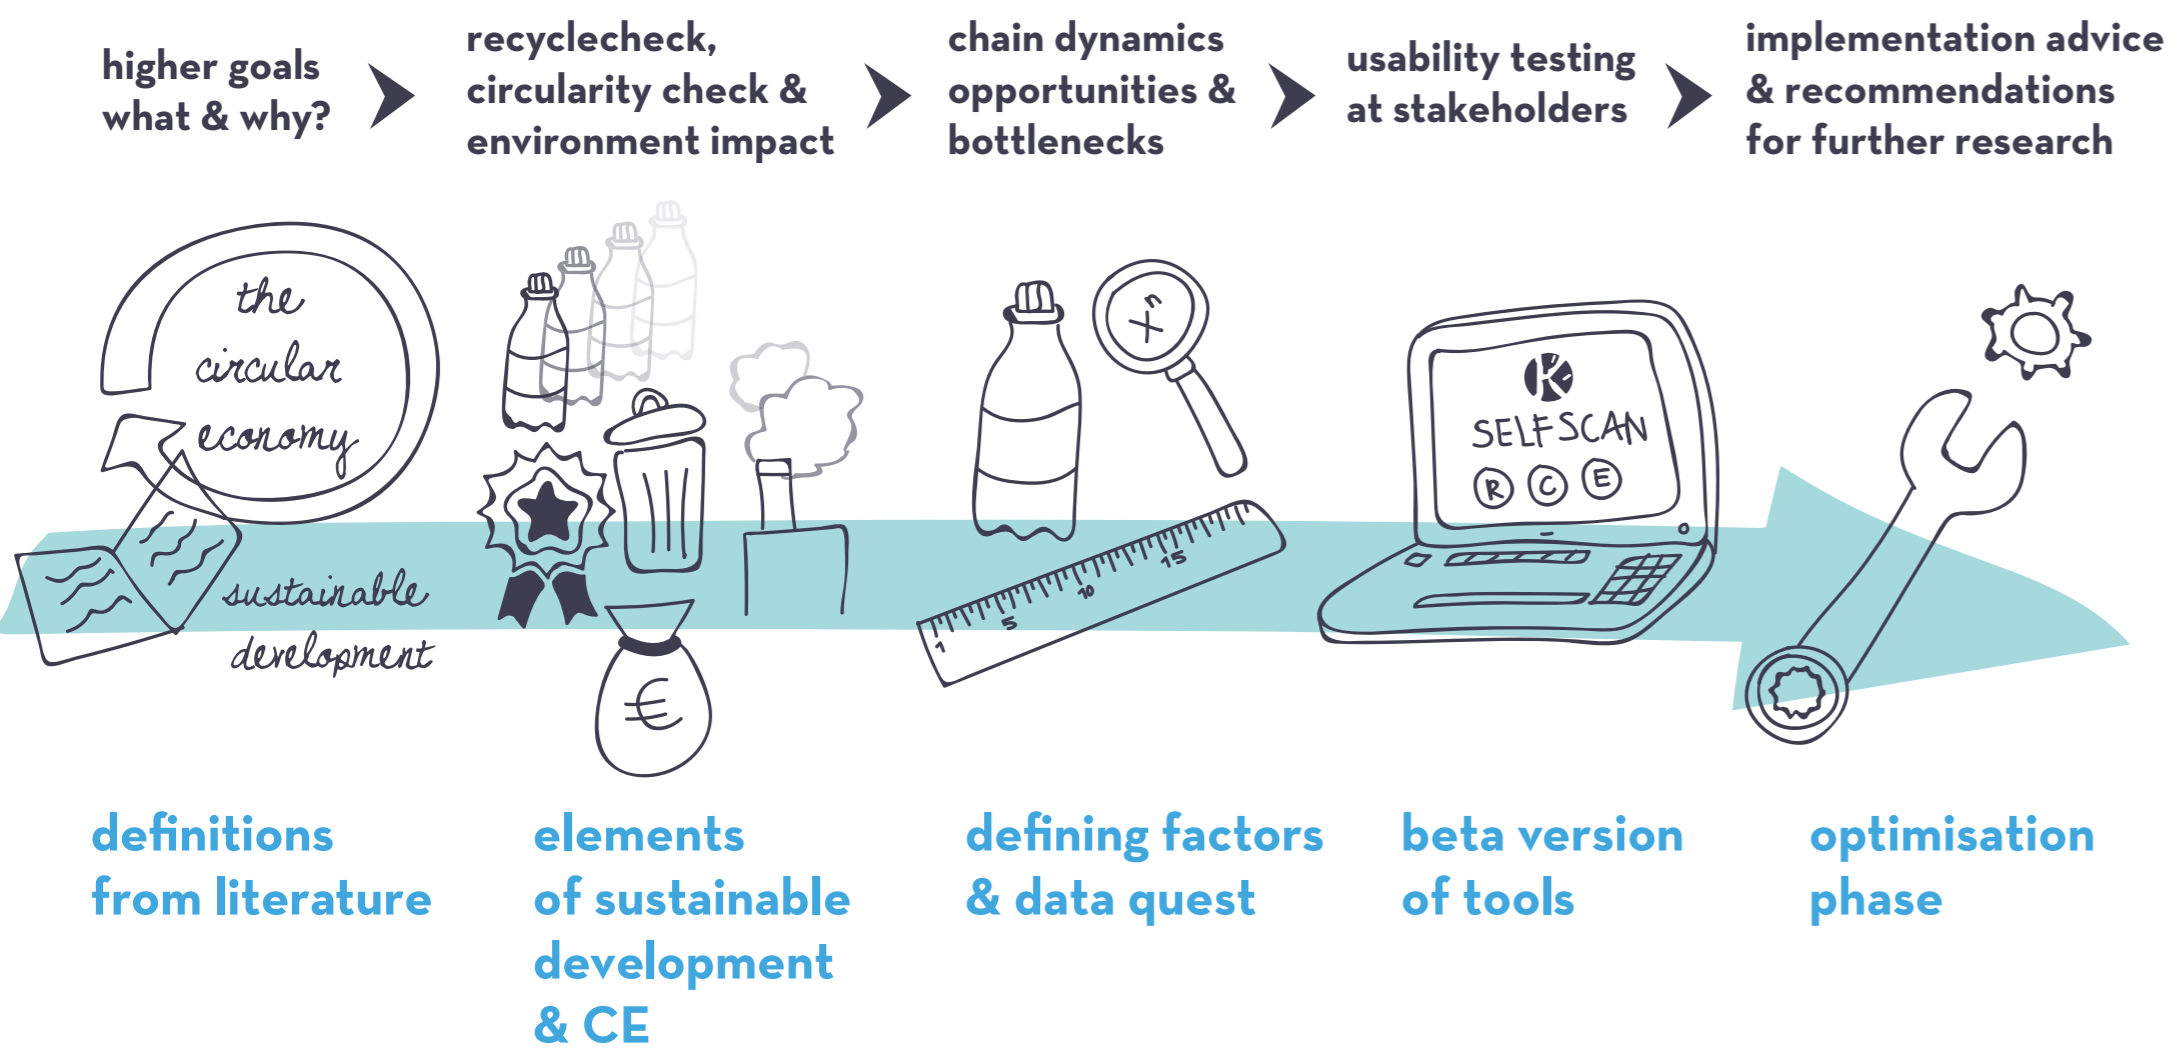 higher goals
what & why?
recyclecheck,
circularity check &
environment impact
chain dynamics
opportunities &
bottlenecks
usability testing
at stakeholders
implementation advice
& recommendations
for further research
the
circular
economy
sustainable
development
€
1
5
10
15
K
SELFSCAN
R C E
definitions
from literature
elements
of sustainable
development
& CE
defining factors
& data quest
beta version
of tools
optimisation
phase